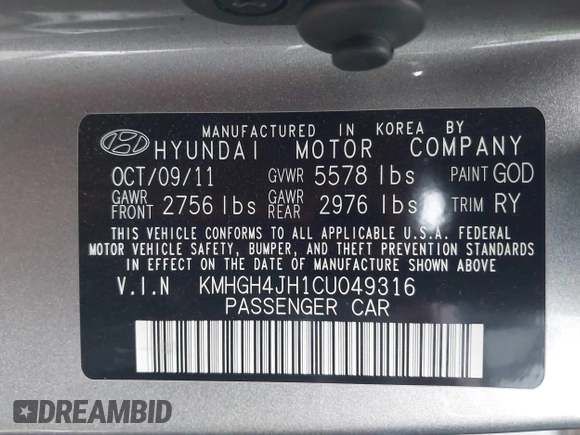 MANUFACTURED IN KOREA BY
HYUNDAI MOTOR COMPANY
OCT/09/11 GVWR 5578 lbs PAINT GOD
GAWR FRONT 2756 lbs GAWR REAR 2976 lbs TRIM RY
THIS VEHICLE CONFORMS TO ALL APPLICABLE U.S.A. FEDERAL
MOTOR VEHICLE SAFETY, BUMPER, AND THEFT PREVENTION STANDARDS
IN EFFECT ON THE DATE OF MANUFACTURE SHOWN ABOVE.
V.I.N KMHGH4JH1CU049316
PASSENGER CAR
DREAMBID